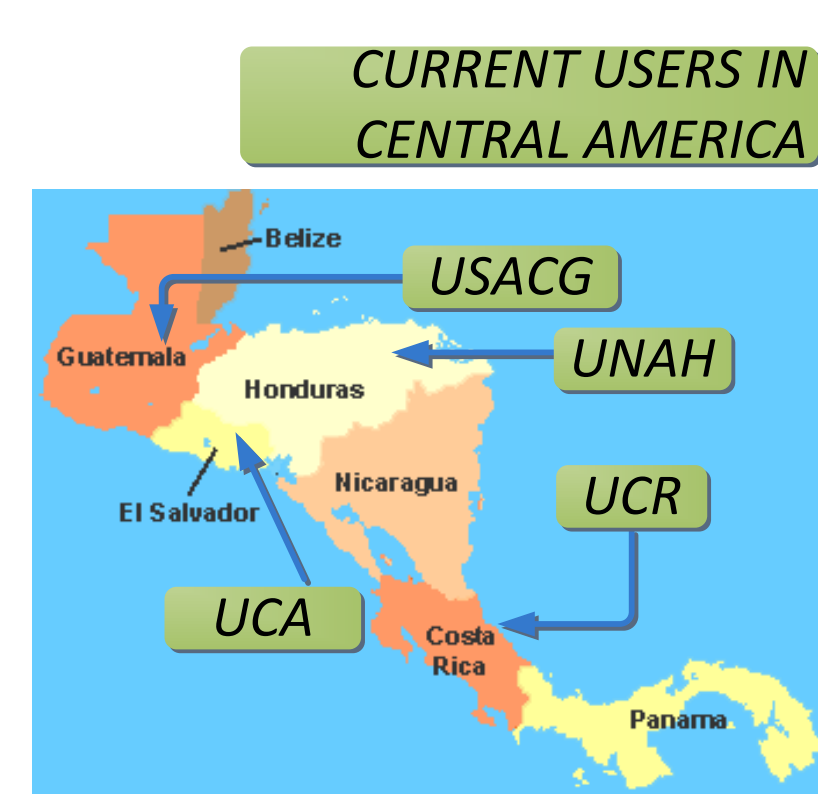 CURRENT USERS IN
CENTRAL AMERICA
Belize
USACG
UNAH
Guatemala
Honduras
Nicaragua
UCR
El Salvador
UCA
Costa
Rica
Panama